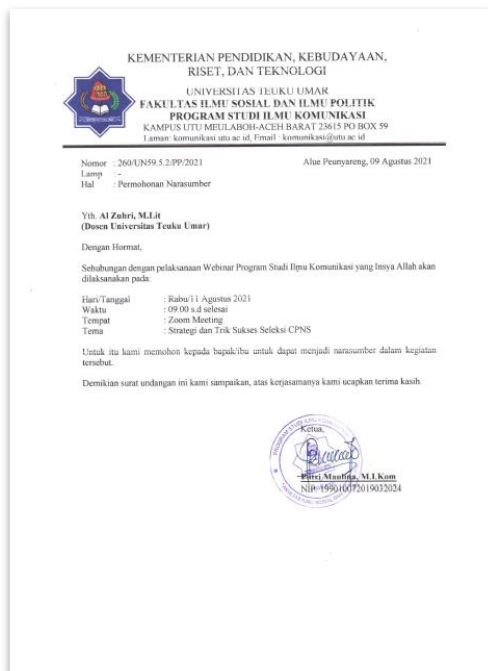 KEMENTERIAN PENDIDIKAN, KEBUDAYAAN,
RISET, DAN TEKNOLOGI
UNIVERSITAS TEUKU UMAR
FAKULTAS ILMU SOSIAL DAN ILMU POLITIK
PROGRAM STUDI ILMU KOMUNIKASI
KAMPUS UTU MEULABOH-ACEH BARAT 23615 PO BOX 59
Laman: komunikasi.utu.ac.id, Email : komunikasi@utu.ac.id
Nomor : 260/UN59.5.2/PP/2021 Alue Peunyareng, 09 Agustus 2021
Lamp : -
Hal : Permohonan Narasumber
Yth. Al Zuhri, M.Lit
(Dosen Universitas Teuku Umar)
Dengan Hormat,
Sehubungan dengan pelaksanaan Webinar Program Studi Ilmu Komunikasi yang Insya Allah akan
dilaksanakan pada:
Hari/Tanggal : Rabu/11 Agustus 2021
Waktu : 09.00 s.d selesai
Tempat : Zoom Meeting
Tema : Strategi dan Trik Sukses Seleksi CPNS
Untuk itu kami memohon kepada bapak/ibu untuk dapat menjadi narasumber dalam kegiatan
tersebut.
Demikian surat undangan ini kami sampaikan, atas kerjasamanya kami ucapkan terima kasih.
Ketua,
Putri Maulina, M.I.Kom
NIP. 199010072019032024